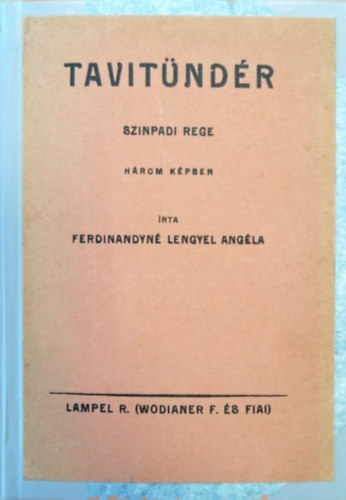 TAVITÜNDÉR
SZINPADI REGE
HÁROM KÉPBEN
ÍRTA
FERDINANDYNÉ LENGYEL ANGÉLA
LAMPEL R. (WODIANER F. ÉS FIAI)